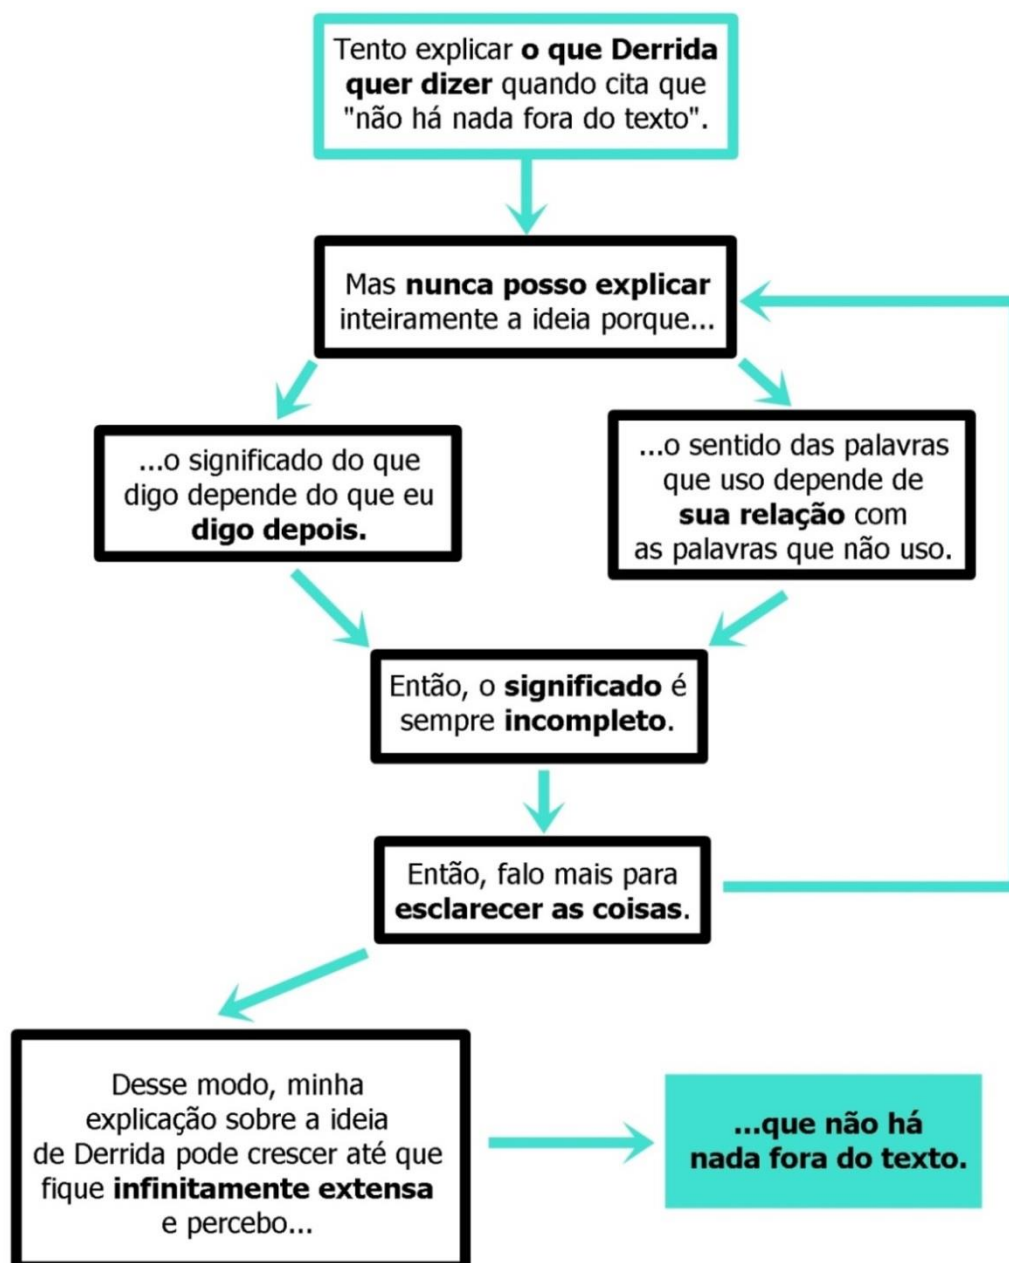 Tento explicar o que Derrida
quer dizer quando cita que
"não há nada fora do texto".
Mas nunca posso explicar
inteiramente a ideia porque...
...o significado do que
digo depende do que eu
digo depois.
...o sentido das palavras
que uso depende de
sua relação com
as palavras que não uso.
Então, o significado é
sempre incompleto.
Então, falo mais para
esclarecer as coisas.
Desse modo, minha
explicação sobre a ideia
de Derrida pode crescer até que
fique infinitamente extensa
e percebo...
...que não há
nada fora do texto.